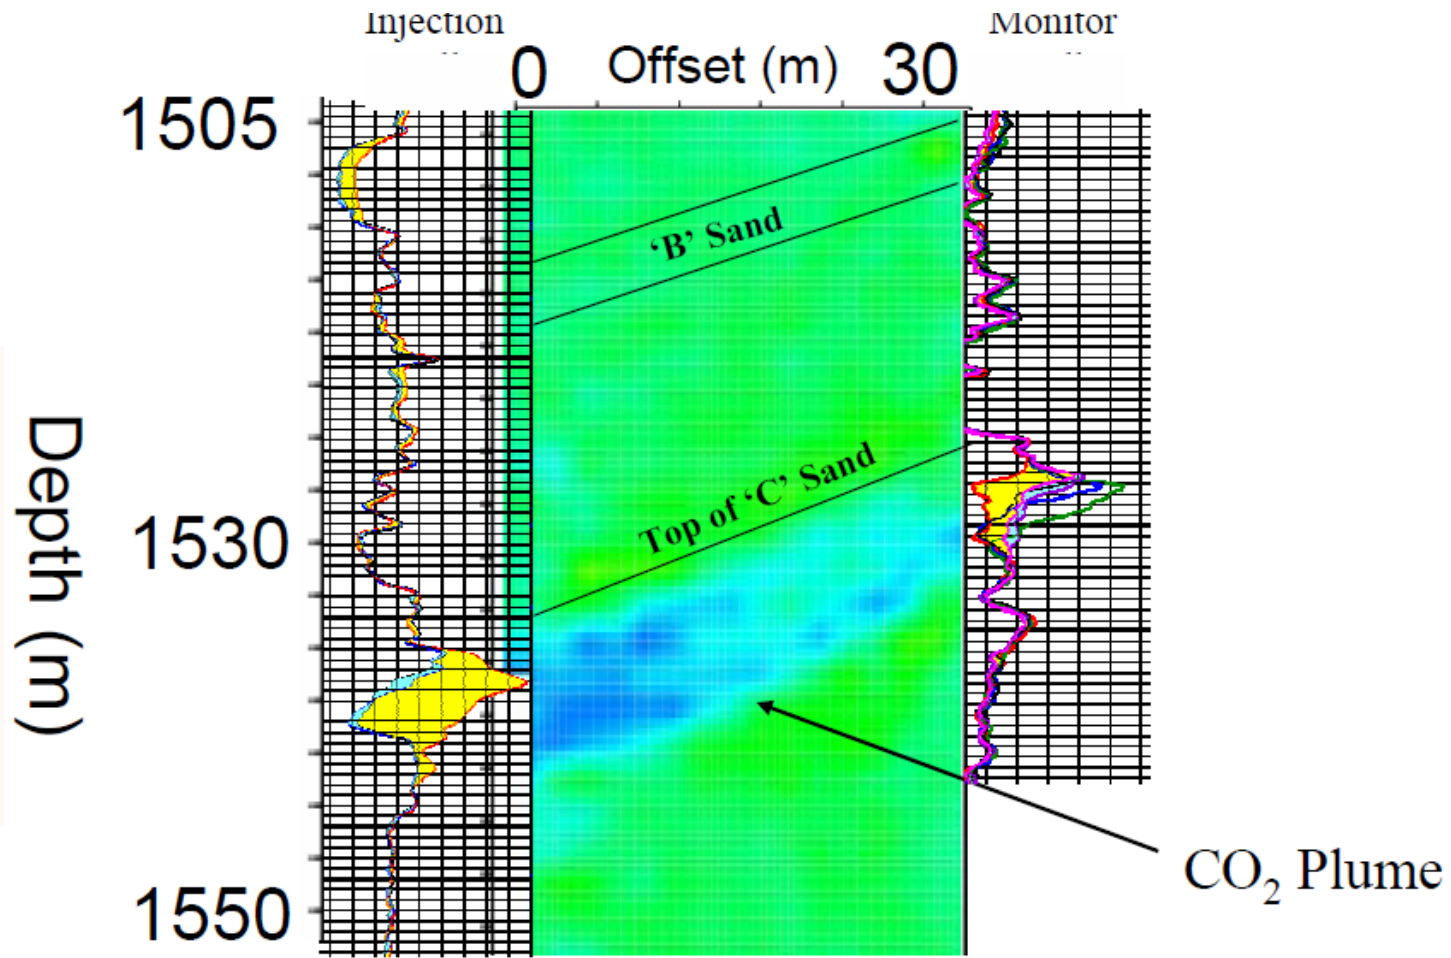 Injection
Monitor
0 Offset (m) 30
1505
'B' Sand
Top of 'C' Sand
1530
Depth (m)
1550
CO₂ Plume